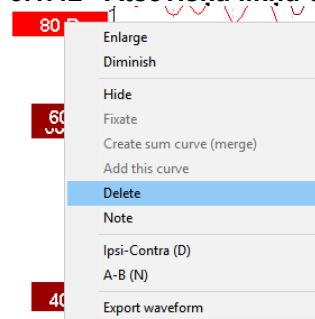 80
Enlarge
Diminish
Hide
60
Fixate
Create sum curve (merge)
Add this curve
Delete
Note
Ipsi-Contra (D)
A-B (N)
40
Export waveform